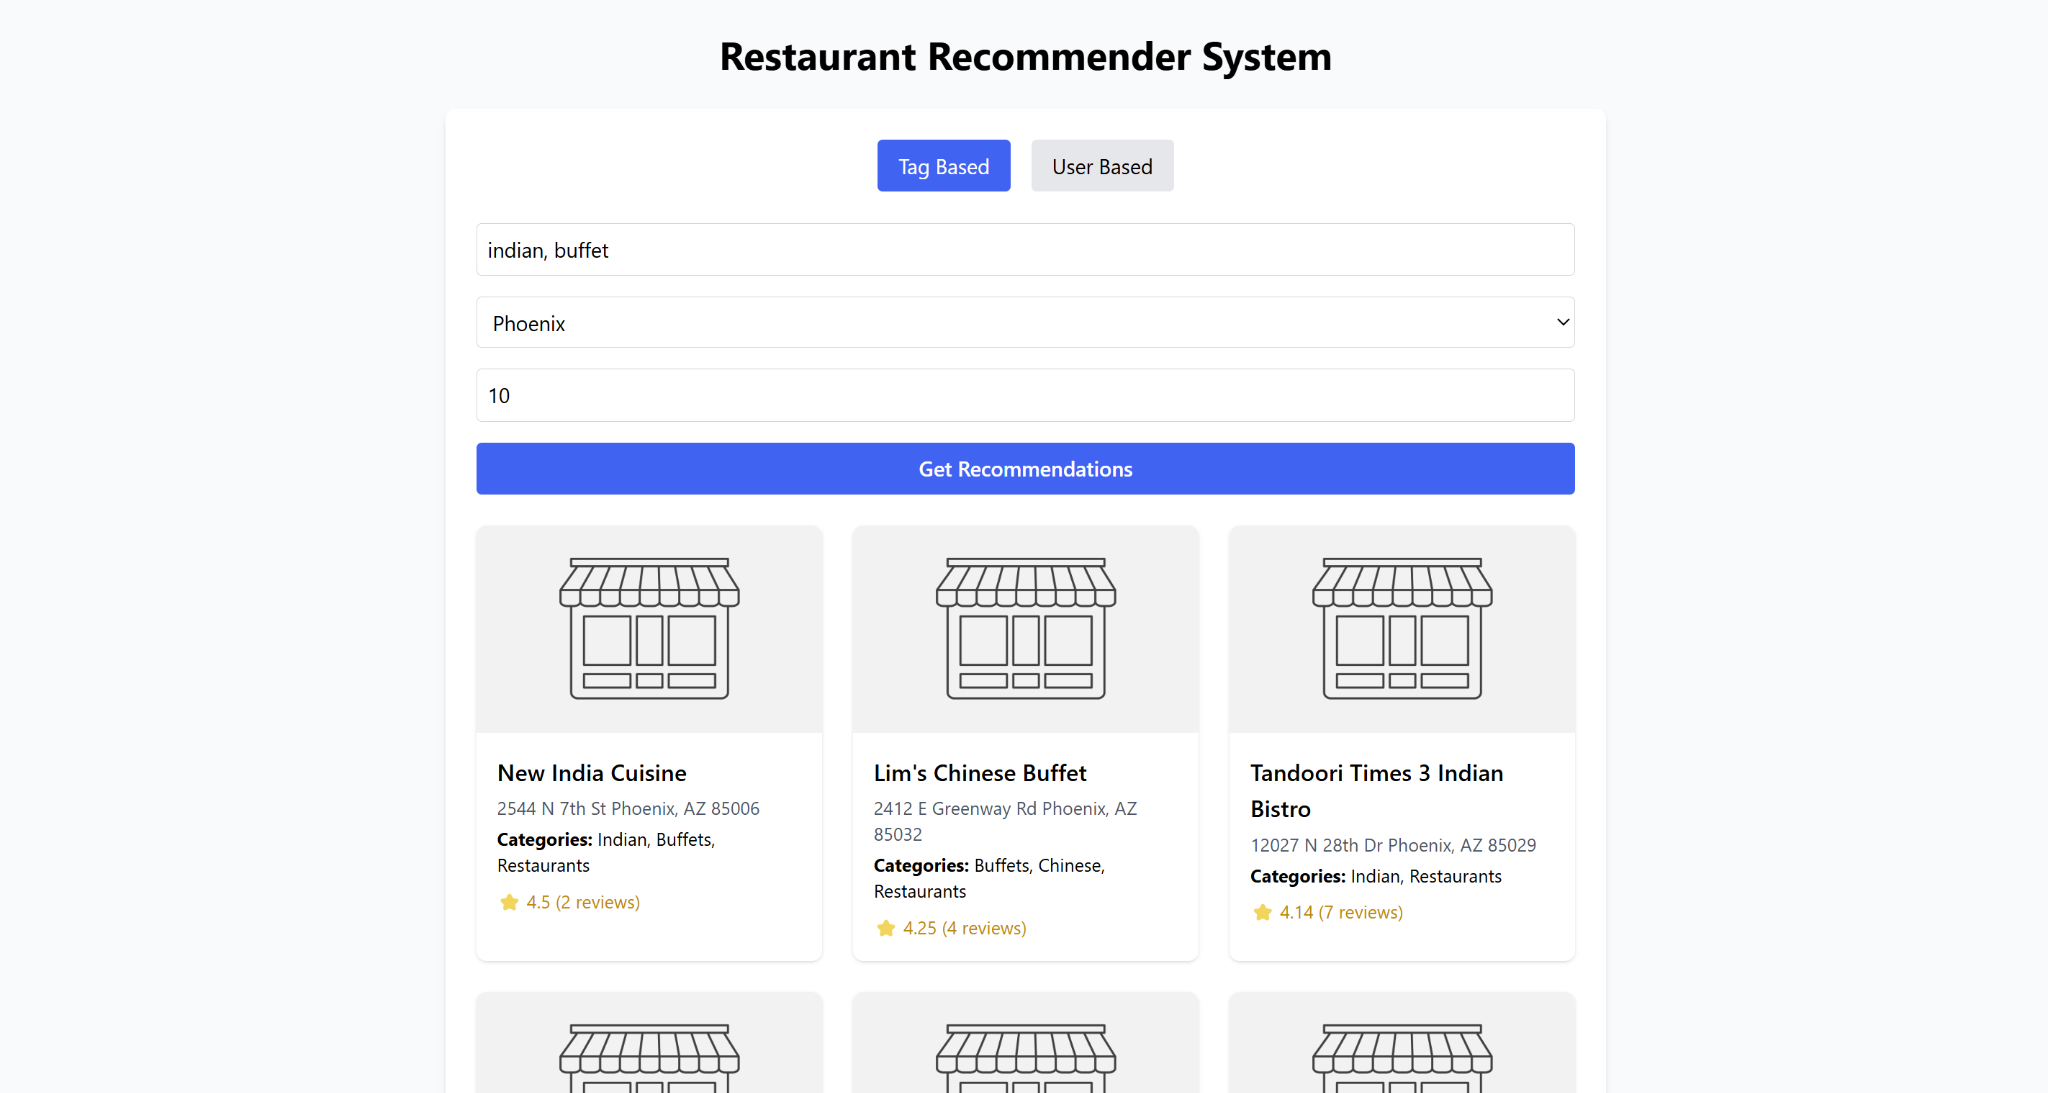 Restaurant Recommender System
Tag Based
User Based
indian, buffet
Phoenix
10
Get Recommendations
New India Cuisine
2544 N 7th St Phoenix, AZ 85006
Categories: Indian, Buffets,
Restaurants
4.5 (2 reviews)
Lim's Chinese Buffet
2412 E Greenway Rd Phoenix, AZ
85032
Categories: Buffets, Chinese,
Restaurants
4.25 (4 reviews)
Tandoori Times 3 Indian
Bistro
12027 N 28th Dr Phoenix, AZ 85029
Categories: Indian, Restaurants
4.14 (7 reviews)